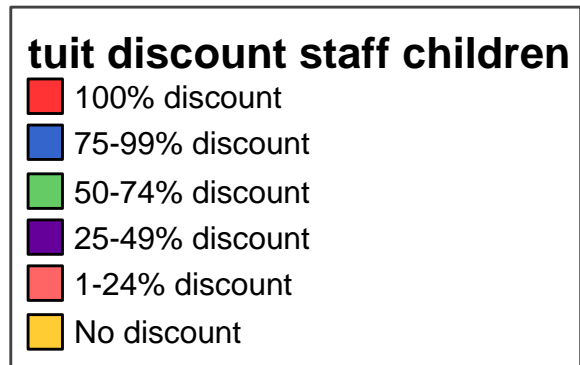 tuit discount staff children
100% discount
75-99% discount
50-74% discount
25-49% discount
1-24% discount
No discount